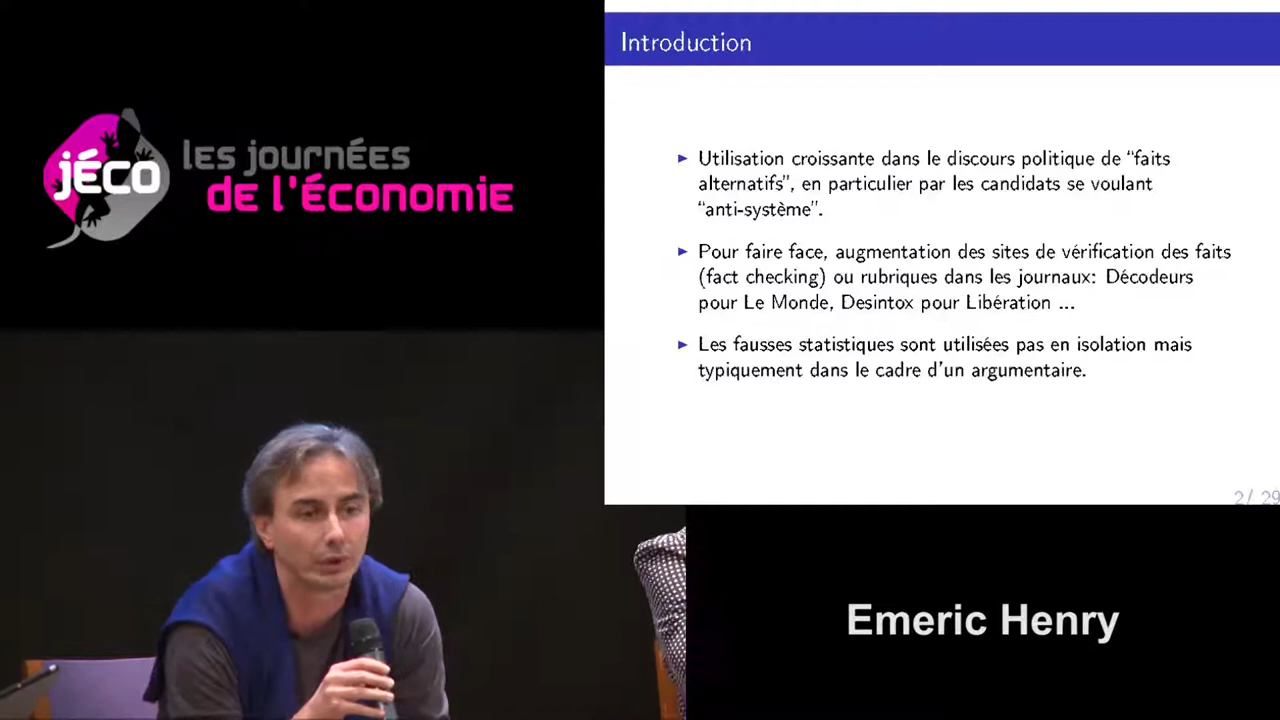 jéco
les journées
de l'économie
Introduction
Utilisation croissante dans le discours politique de “faits
alternatifs”, en particulier par les candidats se voulant
“anti-système”.
Pour faire face, augmentation des sites de vérification des faits
(fact checking) ou rubriques dans les journaux: Décodeurs
pour Le Monde, Desintox pour Libération ...
Les fausses statistiques sont utilisées pas en isolation mais
typiquement dans le cadre d'un argumentaire.
2/ 29
Emeric Henry